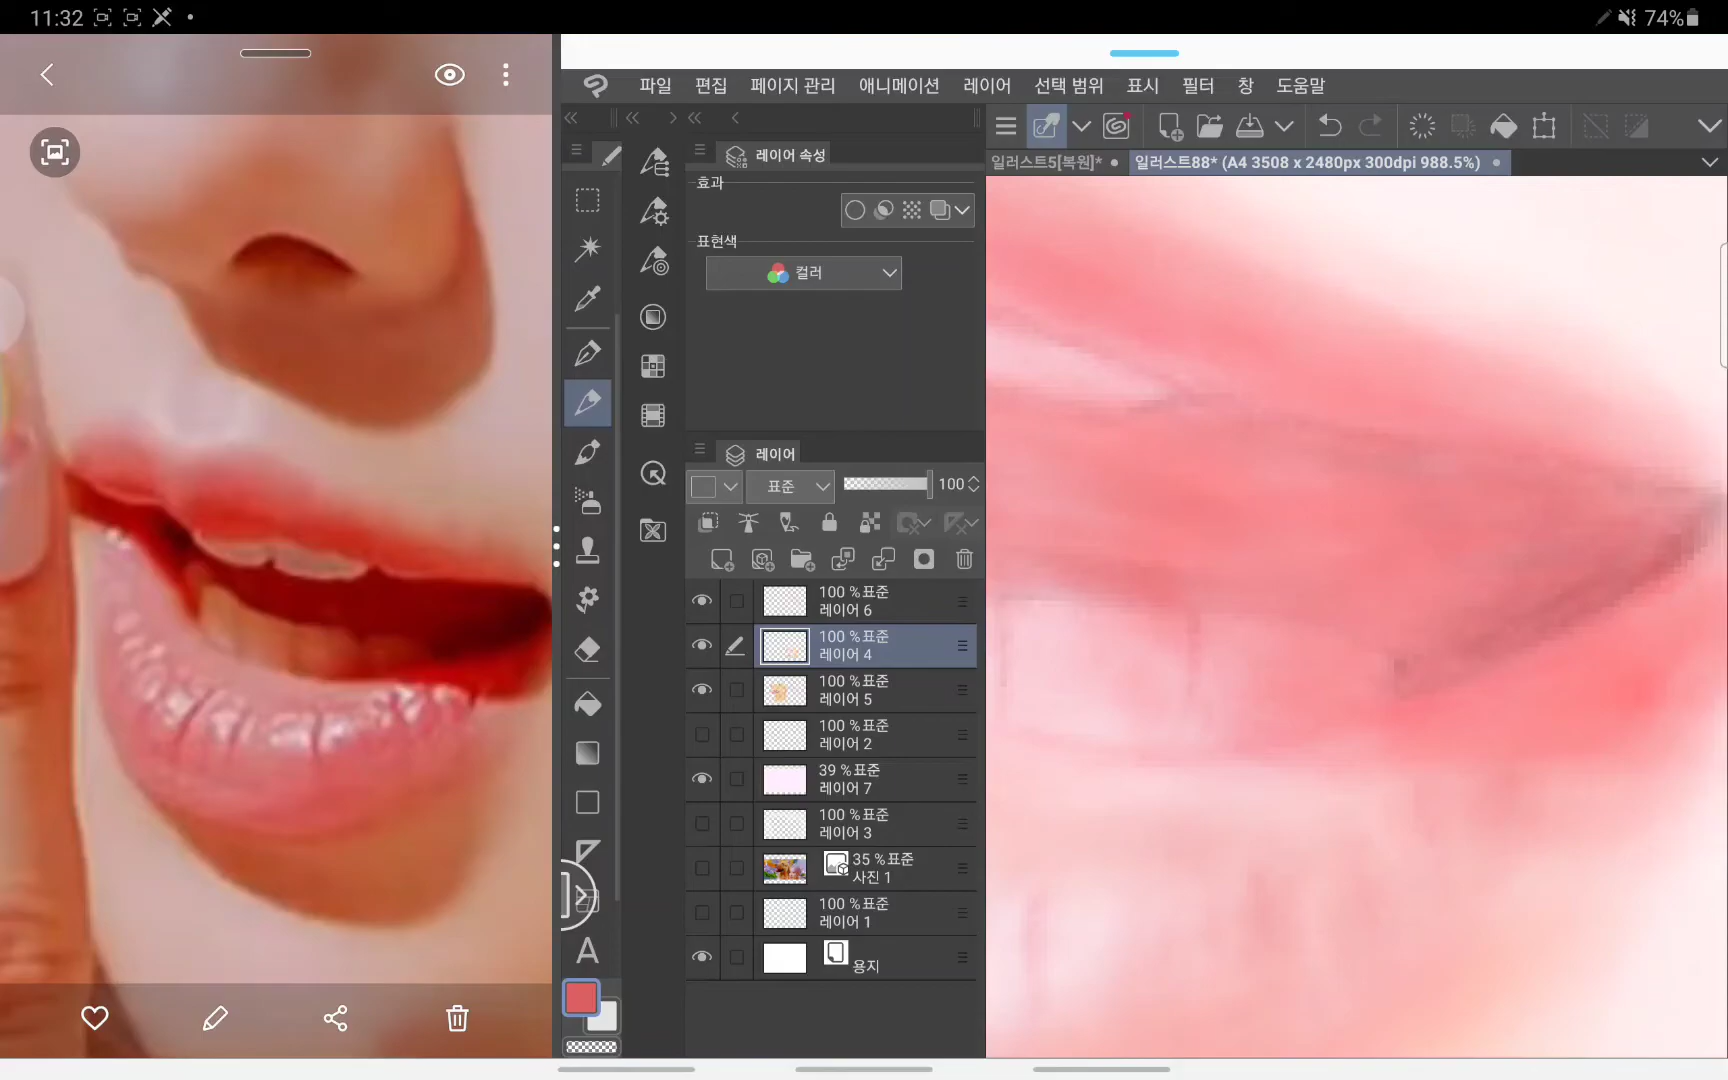 11:32
74%
파일 편집 페이지 관리 애니메이션 레이어 선택 범위 표시 필터 창 도움말
일러스트5[복원]* 일러스트88* (A4 3508 x 2480px 300dpi 988.5%)
레이어 속성
효과
표현색
컬러
레이어
표준 100
100 %표준
레이어 6
100 %표준
레이어 4
100 %표준
레이어 5
100 %표준
레이어 2
39 %표준
레이어 7
100 %표준
레이어 3
35 %표준
사진 1
100 %표준
레이어 1
용지
A